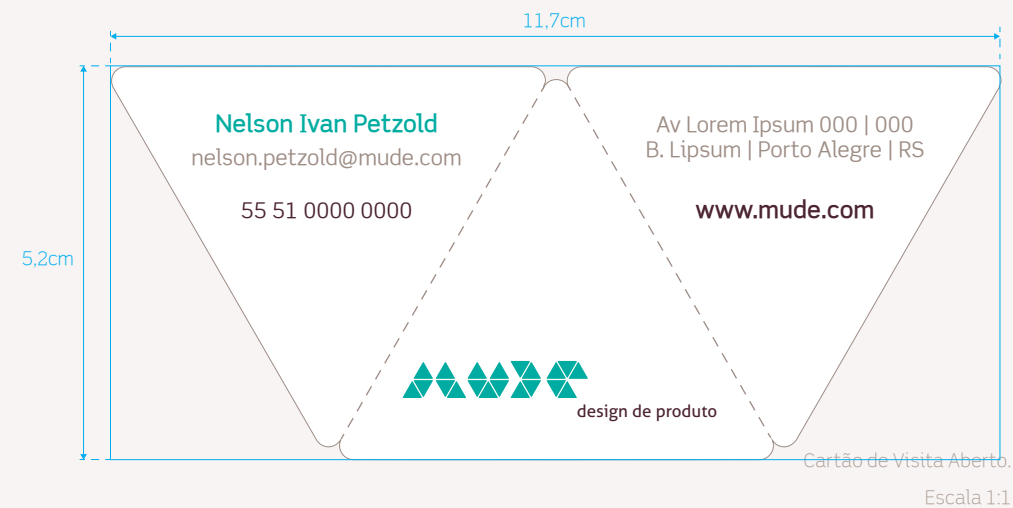 11,7cm
Nelson Ivan Petzold
nelson.petzold@mude.com
55 51 0000 0000
Av Lorem Ipsum 000 | 000
B. Lipsum | Porto Alegre | RS
www.mude.com
5,2cm
mude
design de produto
Cartão de Visita Aberto.
Escala 1:1